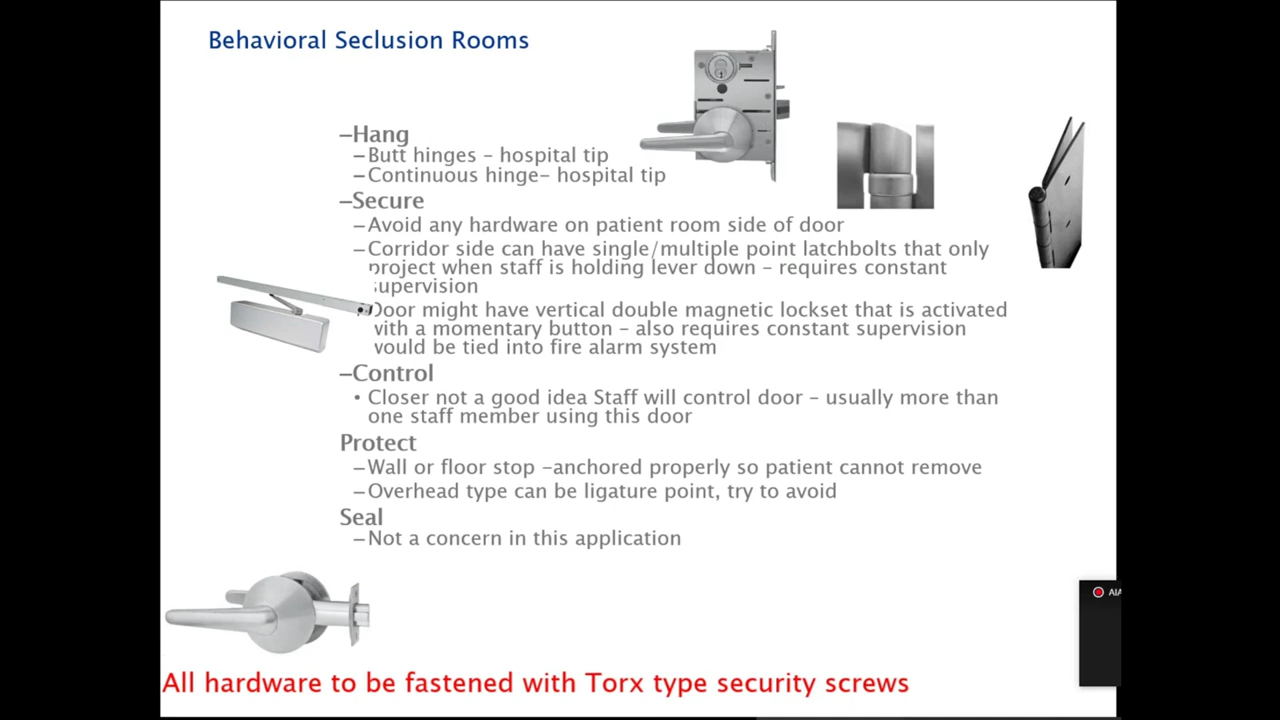 Behavioral Seclusion Rooms
–Hang
–Butt hinges – hospital tip
–Continuous hinge– hospital tip
–Secure
–Avoid any hardware on patient room side of door
–Corridor side can have single/multiple point latchbolts that only
project when staff is holding lever down – requires constant
supervision
Door might have vertical double magnetic lockset that is activated
with a momentary button – also requires constant supervision
would be tied into fire alarm system
–Control
• Closer not a good idea Staff will control door – usually more than
one staff member using this door
Protect
–Wall or floor stop –anchored properly so patient cannot remove
–Overhead type can be ligature point, try to avoid
Seal
–Not a concern in this application
AIA
All hardware to be fastened with Torx type security screws